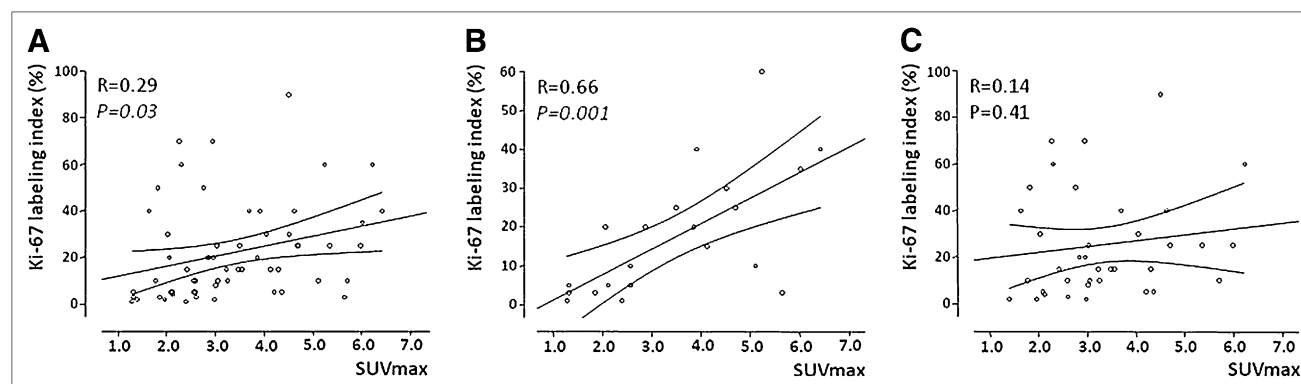 A
Ki-67 labeling index (%)
100
80
60
40
20
0
R=0.29
P=0.03
1.0 2.0 3.0 4.0 5.0 6.0 7.0
SUVmax
B
Ki-67 labeling index (%)
60
50
40
30
20
10
0
R=0.66
P=0.001
1.0 2.0 3.0 4.0 5.0 6.0 7.0
SUVmax
C
Ki-67 labeling index (%)
100
80
60
40
20
0
R=0.14
P=0.41
1.0 2.0 3.0 4.0 5.0 6.0 7.0
SUVmax